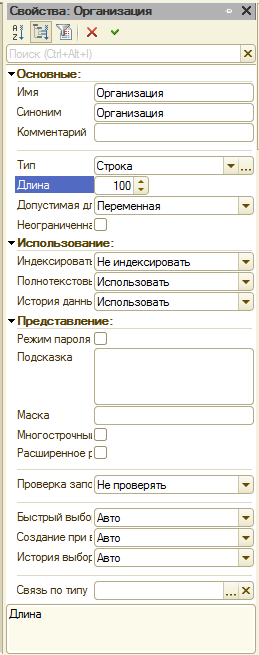 Свойства: Организация
Поиск (Ctrl+Alt+I)
Основные:
Имя Организация
Синоним Организация
Комментарий
Тип Строка
Длина 100
Допустимая дл Переменная
Неограниченна
Использование:
Индексировать Не индексировать
Полнотекстовы Использовать
История данны Использовать
Представление:
Режим пароля
Подсказка
Маска
Многострочны
Расширенное р
Проверка запо Не проверять
Быстрый выбо Авто
Создание при в Авто
История выбор Авто
Связь по типу
Длина